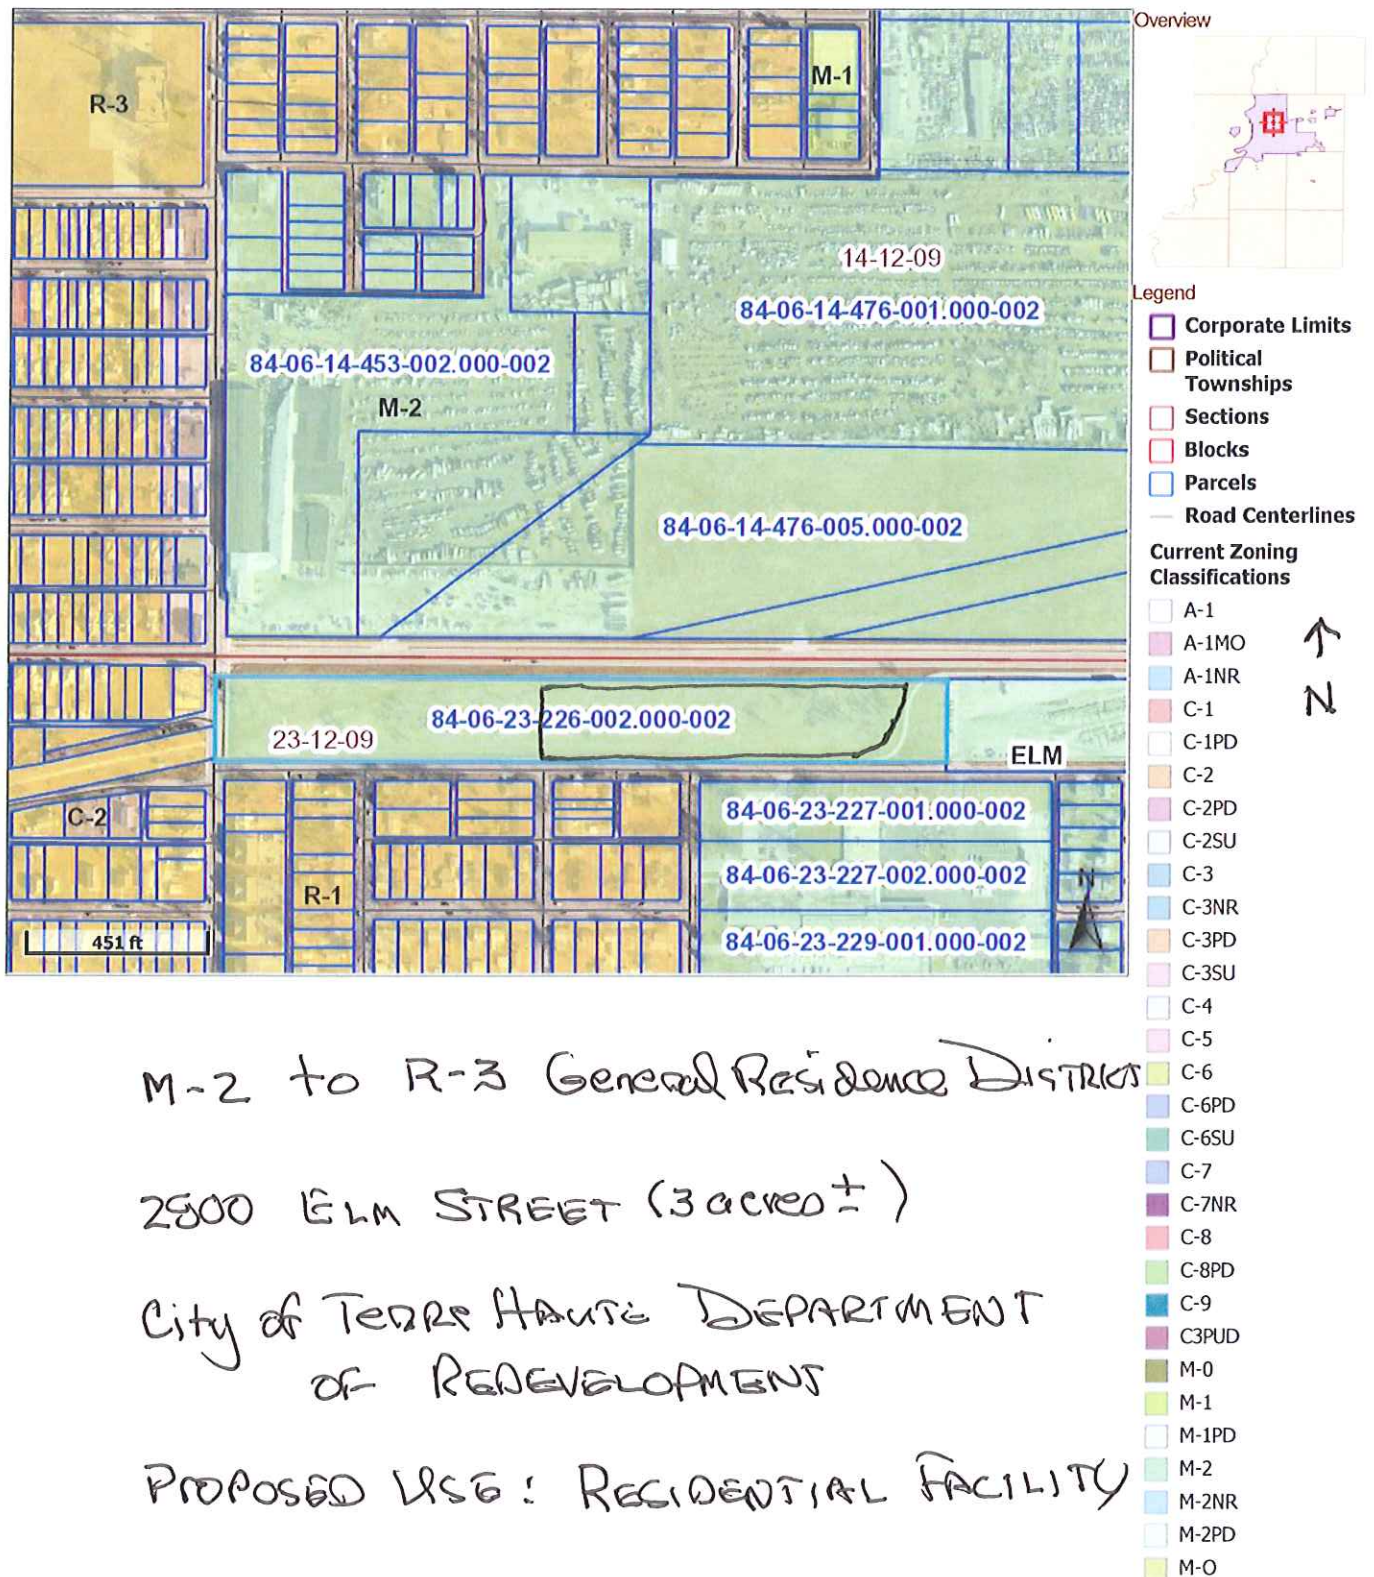 Overview
R-3
M-1
14-12-09
84-06-14-476-001.000-002
84-06-14-453-002.000-002
M-2
84-06-14-476-005.000-002
84-06-23-226-002.000-002
23-12-09
ELM
84-06-23-227-001.000-002
C-2
84-06-23-227-002.000-002
R-1
N
451 ft
84-06-23-229-001.000-002
Legend
Corporate Limits
Political
Townships
Sections
Blocks
Parcels
Road Centerlines
Current Zoning
Classifications
A-1
A-1MO
A-1NR
C-1
C-1PD
C-2
C-2PD
C-2SU
C-3
C-3NR
C-3PD
C-3SU
C-4
C-5
C-6
C-6PD
C-6SU
C-7
C-7NR
C-8
C-8PD
C-9
C3PUD
M-0
M-1
M-1PD
M-2
M-2NR
M-2PD
M-O
N
M-2 to R-3 General Residence District
2800 ELM STREET (3 acres ±)
City of TERRE HAUTE DEPARTMENT
OF REDEVELOPMENT
PROPOSED USE: RESIDENTIAL FACILITY